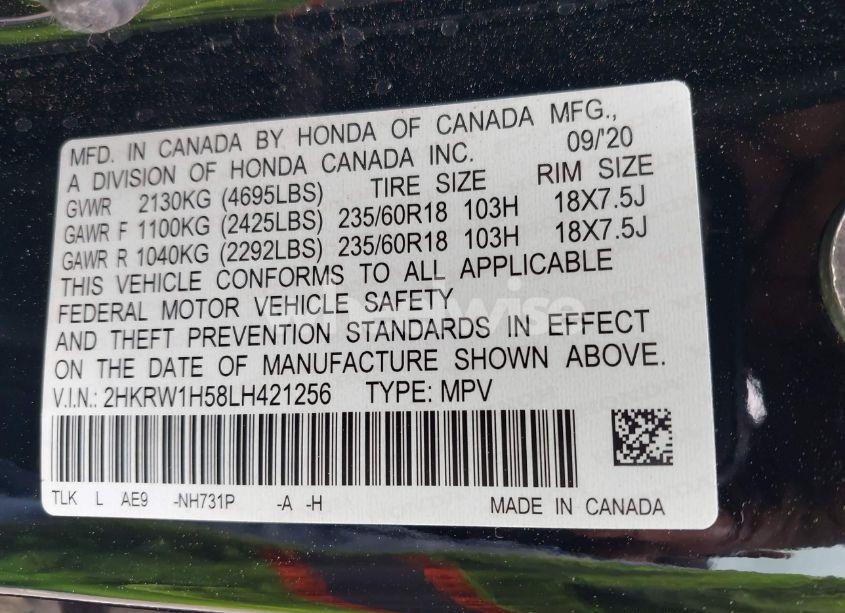 MFD. IN CANADA BY HONDA OF CANADA MFG.,
A DIVISION OF HONDA CANADA INC. 09/'20
GVWR 2130KG (4695LBS) TIRE SIZE RIM SIZE
GAWR F 1100KG (2425LBS) 235/60R18 103H 18X7.5J
GAWR R 1040KG (2292LBS) 235/60R18 103H 18X7.5J
THIS VEHICLE CONFORMS TO ALL APPLICABLE
FEDERAL MOTOR VEHICLE SAFETY
AND THEFT PREVENTION STANDARDS IN EFFECT
ON THE DATE OF MANUFACTURE SHOWN ABOVE.
V.I.N.: 2HKRW1H58LH421256 TYPE: MPV
TLK L AE9 -NH731P -A -H MADE IN CANADA